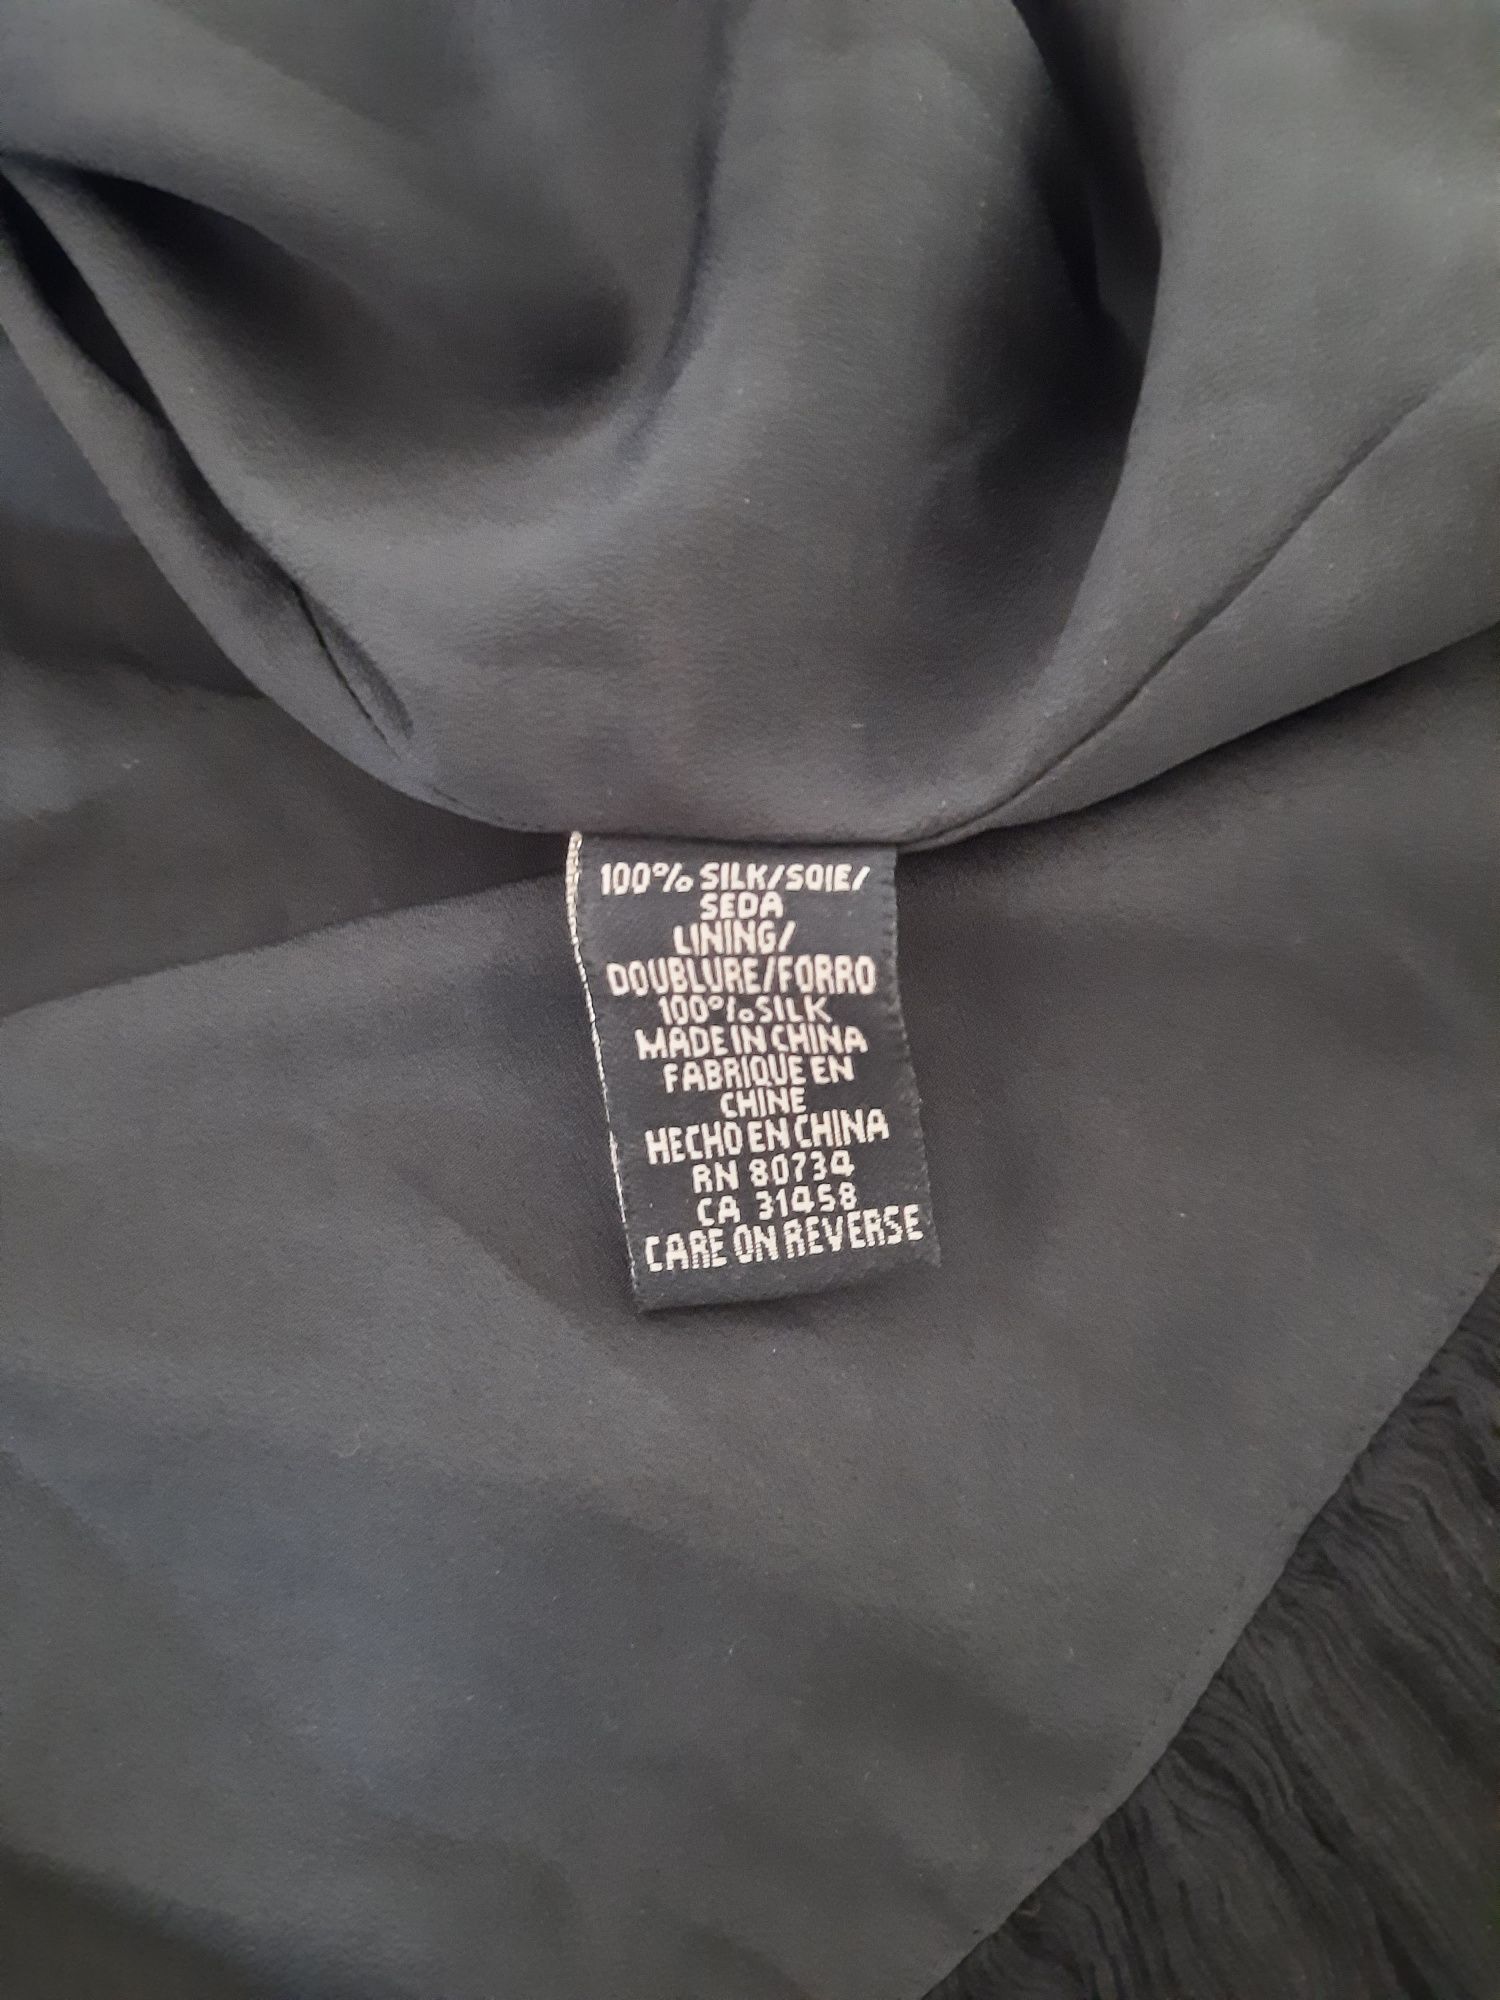 100% SILK/SOIE/
SEDA
LINING/
DOUBLURE/FORRO
100% SILK
MADE IN CHINA
FABRIQUE EN
CHINE
HECHO EN CHINA
RN 80734
CA 31458
CARE ON REVERSE